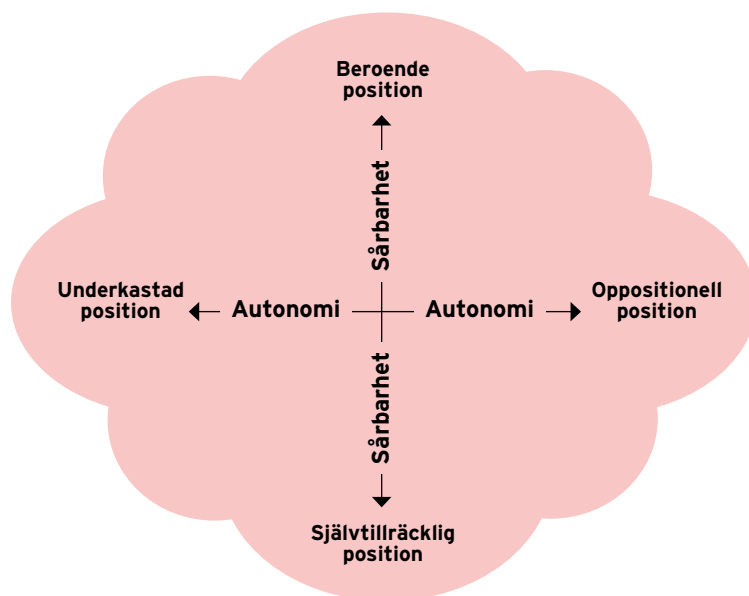 Beroende
position
Sårbarhet
Underkastad
position
Autonomi
Autonomi
Oppositionell
position
Sårbarhet
Självtillräcklig
position